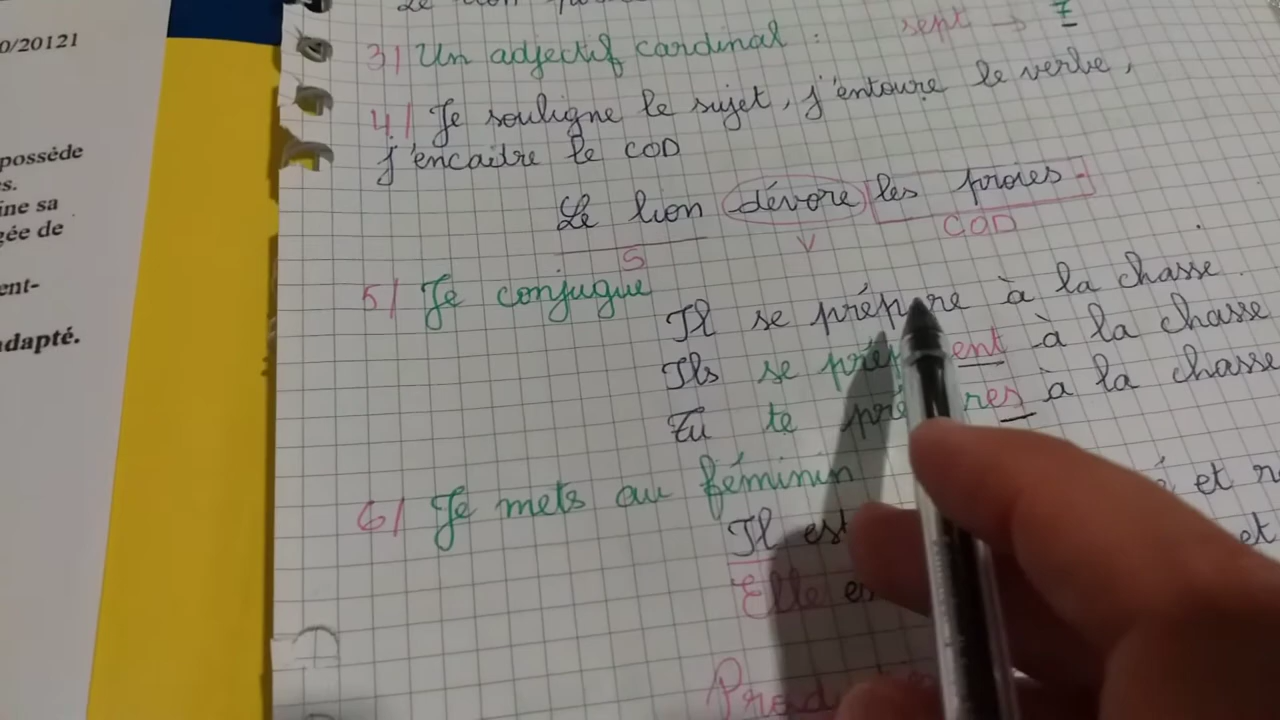 0/20121
possède
s.
ine sa
gée de
ent-
adapté.
3/ Un adjectif cardinal : sept → 7
4/ Je souligne le sujet, j'entoure le verbe,
j'encadre le COD
Le lion dévore les proies.
S V COD
5/ Je conjugue
Il se prépare à la chasse.
Ils se ent à la chasse
Tu te es à la chasse
6/ Je mets au féminin
Il est et
Elle et